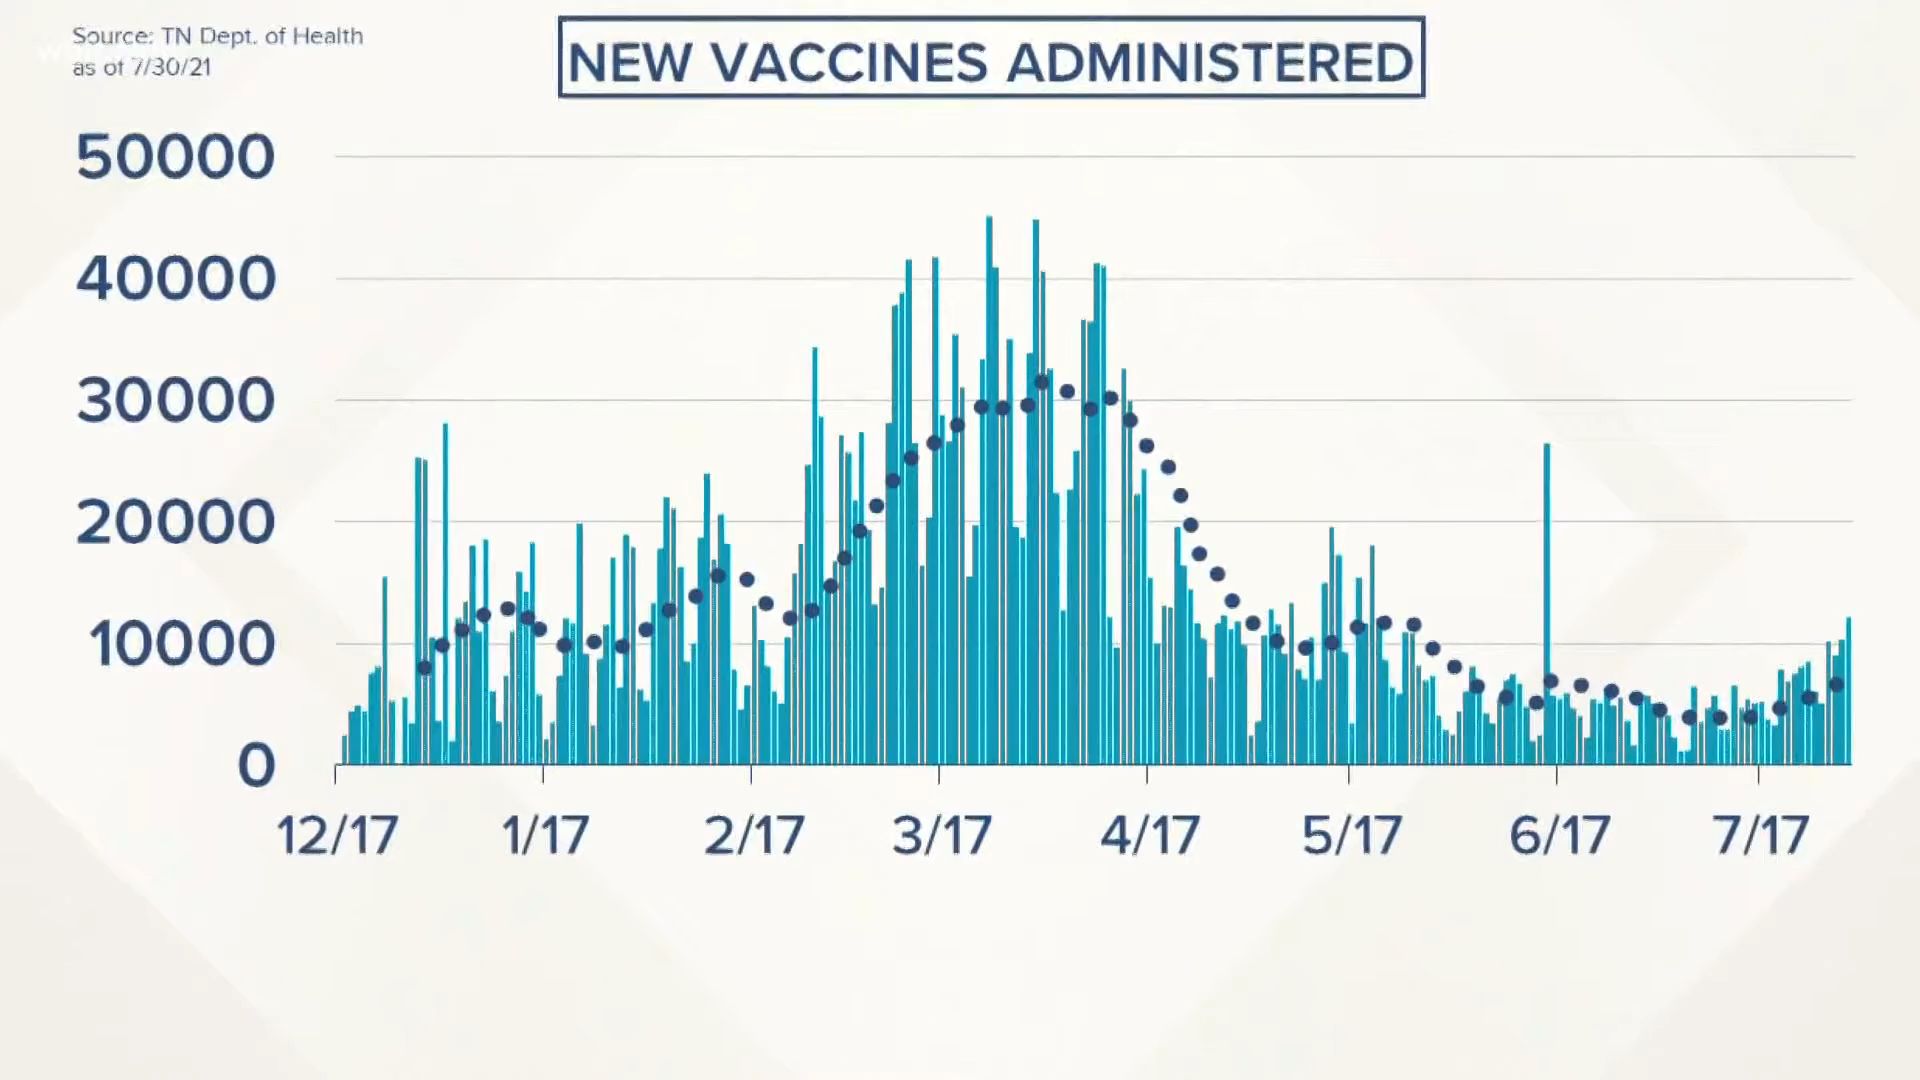 Source: TN Dept. of Health
as of 7/30/21
NEW VACCINES ADMINISTERED
50000
40000
30000
20000
10000
0
12/17 1/17 2/17 3/17 4/17 5/17 6/17 7/17